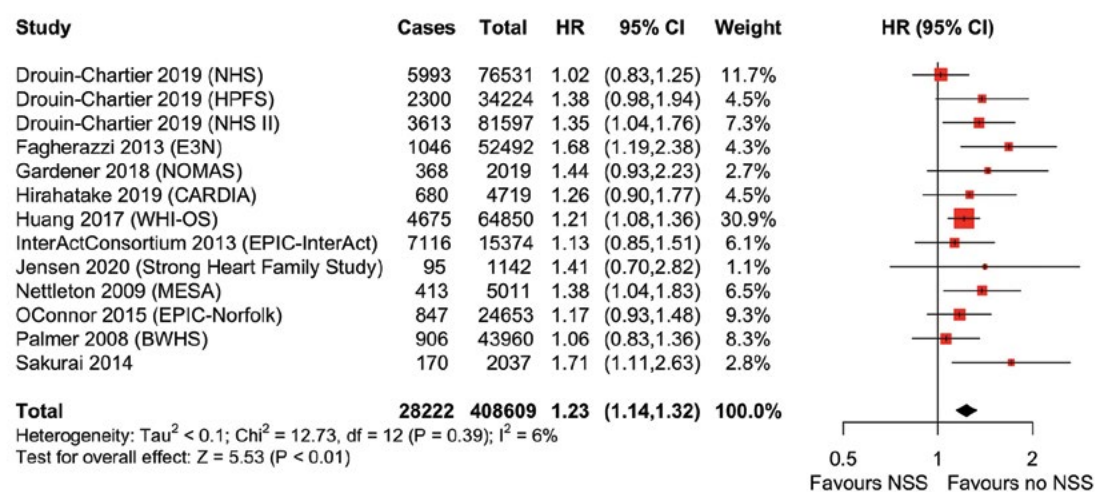 Study Cases Total HR 95% CI Weight HR (95% CI)
Drouin-Chartier 2019 (NHS) 5993 76531 1.02 (0.83,1.25) 11.7%
Drouin-Chartier 2019 (HPFS) 2300 34224 1.38 (0.98,1.94) 4.5%
Drouin-Chartier 2019 (NHS II) 3613 81597 1.35 (1.04,1.76) 7.3%
Fagherazzi 2013 (E3N) 1046 52492 1.68 (1.19,2.38) 4.3%
Gardener 2018 (NOMAS) 368 2019 1.44 (0.93,2.23) 2.7%
Hirahatake 2019 (CARDIA) 680 4719 1.26 (0.90,1.77) 4.5%
Huang 2017 (WHI-OS) 4675 64850 1.21 (1.08,1.36) 30.9%
InterActConsortium 2013 (EPIC-InterAct) 7116 15374 1.13 (0.85,1.51) 6.1%
Jensen 2020 (Strong Heart Family Study) 95 1142 1.41 (0.70,2.82) 1.1%
Nettleton 2009 (MESA) 413 5011 1.38 (1.04,1.83) 6.5%
OConnor 2015 (EPIC-Norfolk) 847 24653 1.17 (0.93,1.48) 9.3%
Palmer 2008 (BWHS) 906 43960 1.06 (0.83,1.36) 8.3%
Sakurai 2014 170 2037 1.71 (1.11,2.63) 2.8%
Total 28222 408609 1.23 (1.14,1.32) 100.0%
Heterogeneity: Tau² < 0.1; Chi² = 12.73, df = 12 (P = 0.39); I² = 6%
Test for overall effect: Z = 5.53 (P < 0.01)
0.5 1 2
Favours NSS Favours no NSS